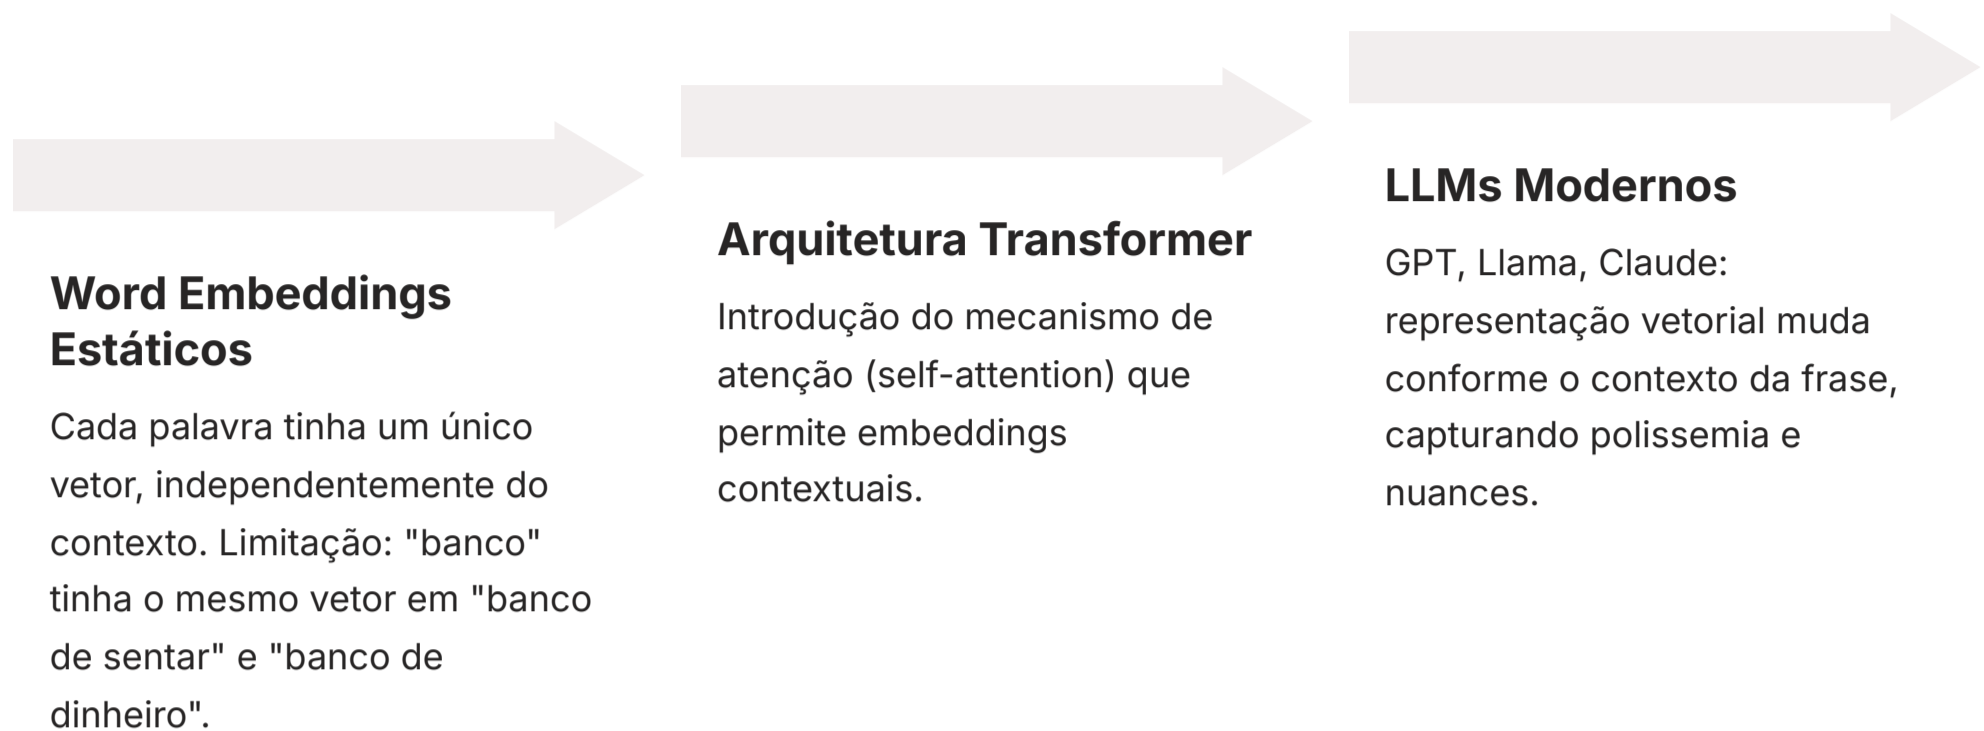 Word Embeddings
Estáticos
Cada palavra tinha um único
vetor, independentemente do
contexto. Limitação: "banco"
tinha o mesmo vetor em "banco
de sentar" e "banco de
dinheiro".
Arquitetura Transformer
Introdução do mecanismo de
atenção (self-attention) que
permite embeddings
contextuais.
LLMs Modernos
GPT, Llama, Claude:
representação vetorial muda
conforme o contexto da frase,
capturando polissemia e
nuances.